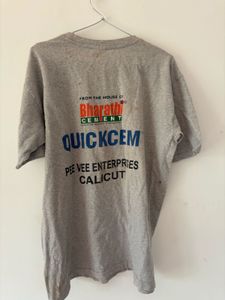 FROM THE HOUSE OF
Bharathi
CEMENT
QUICKCEM
PEE VEE ENTERPRISES
CALICUT